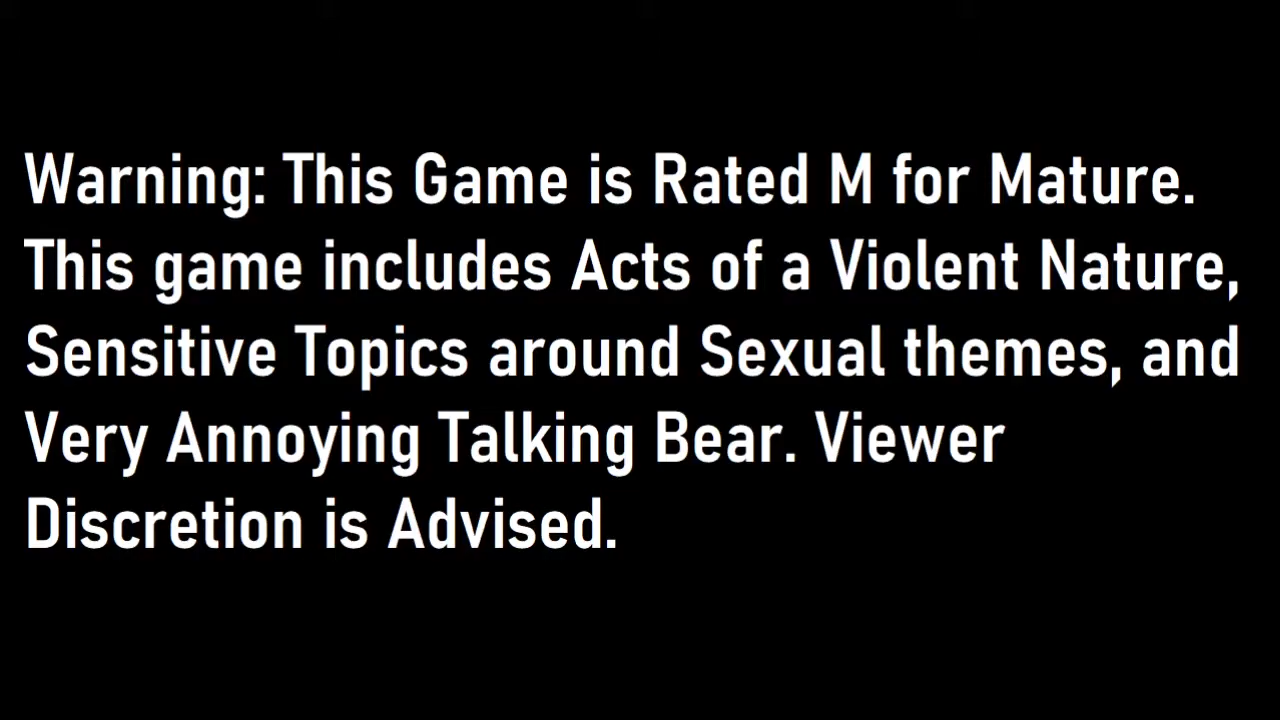 Warning: This Game is Rated M for Mature.
This game includes Acts of a Violent Nature,
Sensitive Topics around Sexual themes, and
Very Annoying Talking Bear. Viewer
Discretion is Advised.